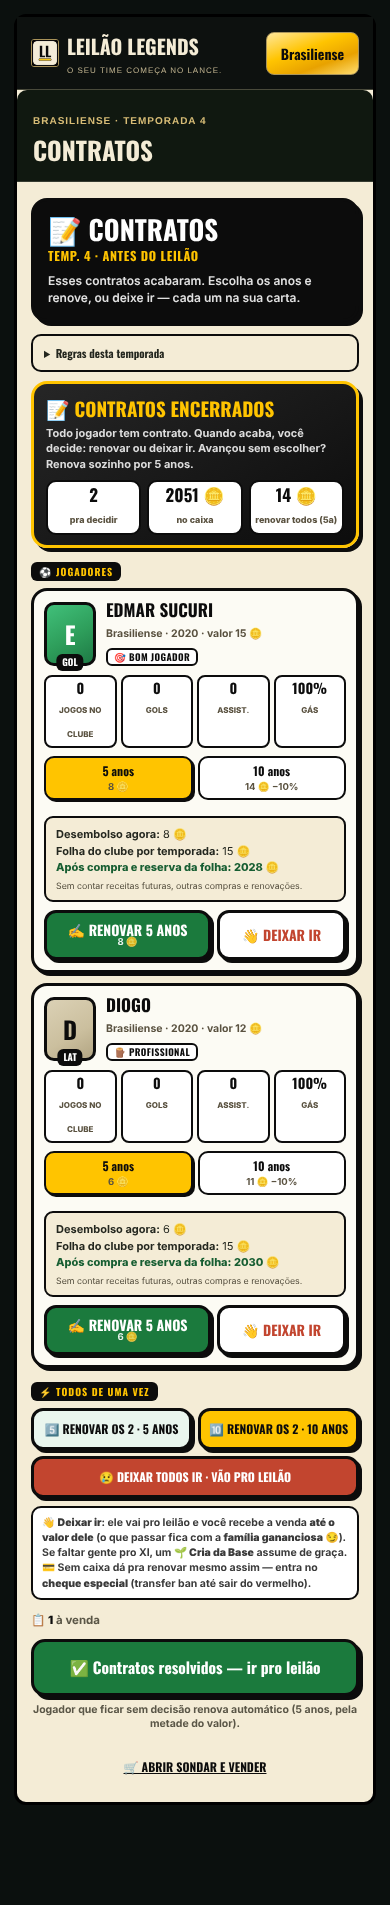 LL
LEILÃO LEGENDS
O SEU TIME COMEÇA NO LANCE.
Brasiliense
BRASILIENSE · TEMPORADA 4
CONTRATOS
📝 CONTRATOS
TEMP. 4 · ANTES DO LEILÃO
Esses contratos acabaram. Escolha os anos e
renove, ou deixe ir — cada um na sua carta.
▶ Regras desta temporada
📝 CONTRATOS ENCERRADOS
Todo jogador tem contrato. Quando acaba, você
decide: renovar ou deixar ir. Avançou sem escolher?
Renova sozinho por 5 anos.
2
pra decidir
2051 🪙
no caixa
14 🪙
renovar todos (5a)
⚽ JOGADORES
E
GOL
EDMAR SUCURI
Brasiliense · 2020 · valor 15 🪙
🎯 BOM JOGADOR
0
JOGOS NO
CLUBE
0
GOLS
0
ASSIST.
100%
GÁS
5 anos
8 🪙
10 anos
14 🪙 −10%
Desembolso agora: 8 🪙
Folha do clube por temporada: 15 🪙
Após compra e reserva da folha: 2028 🪙
Sem contar receitas futuras, outras compras e renovações.
✍️ RENOVAR 5 ANOS
8 🪙
👋 DEIXAR IR
D
LAT
DIOGO
Brasiliense · 2020 · valor 12 🪙
🪵 PROFISSIONAL
0
JOGOS NO
CLUBE
0
GOLS
0
ASSIST.
100%
GÁS
5 anos
6 🪙
10 anos
11 🪙 −10%
Desembolso agora: 6 🪙
Folha do clube por temporada: 15 🪙
Após compra e reserva da folha: 2030 🪙
Sem contar receitas futuras, outras compras e renovações.
✍️ RENOVAR 5 ANOS
6 🪙
👋 DEIXAR IR
⚡ TODOS DE UMA VEZ
5️⃣ RENOVAR OS 2 · 5 ANOS
🔟 RENOVAR OS 2 · 10 ANOS
😢 DEIXAR TODOS IR · VÃO PRO LEILÃO
👋 Deixar ir: ele vai pro leilão e você recebe a venda até o
valor dele (o que passar fica com a família gananciosa 😏).
Se faltar gente pro XI, um 🌱 Cria da Base assume de graça.
💳 Sem caixa dá pra renovar mesmo assim — entra no
cheque especial (transfer ban até sair do vermelho).
📋 1 à venda
✅ Contratos resolvidos — ir pro leilão
Jogador que ficar sem decisão renova automático (5 anos, pela
metade do valor).
🛒 ABRIR SONDAR E VENDER